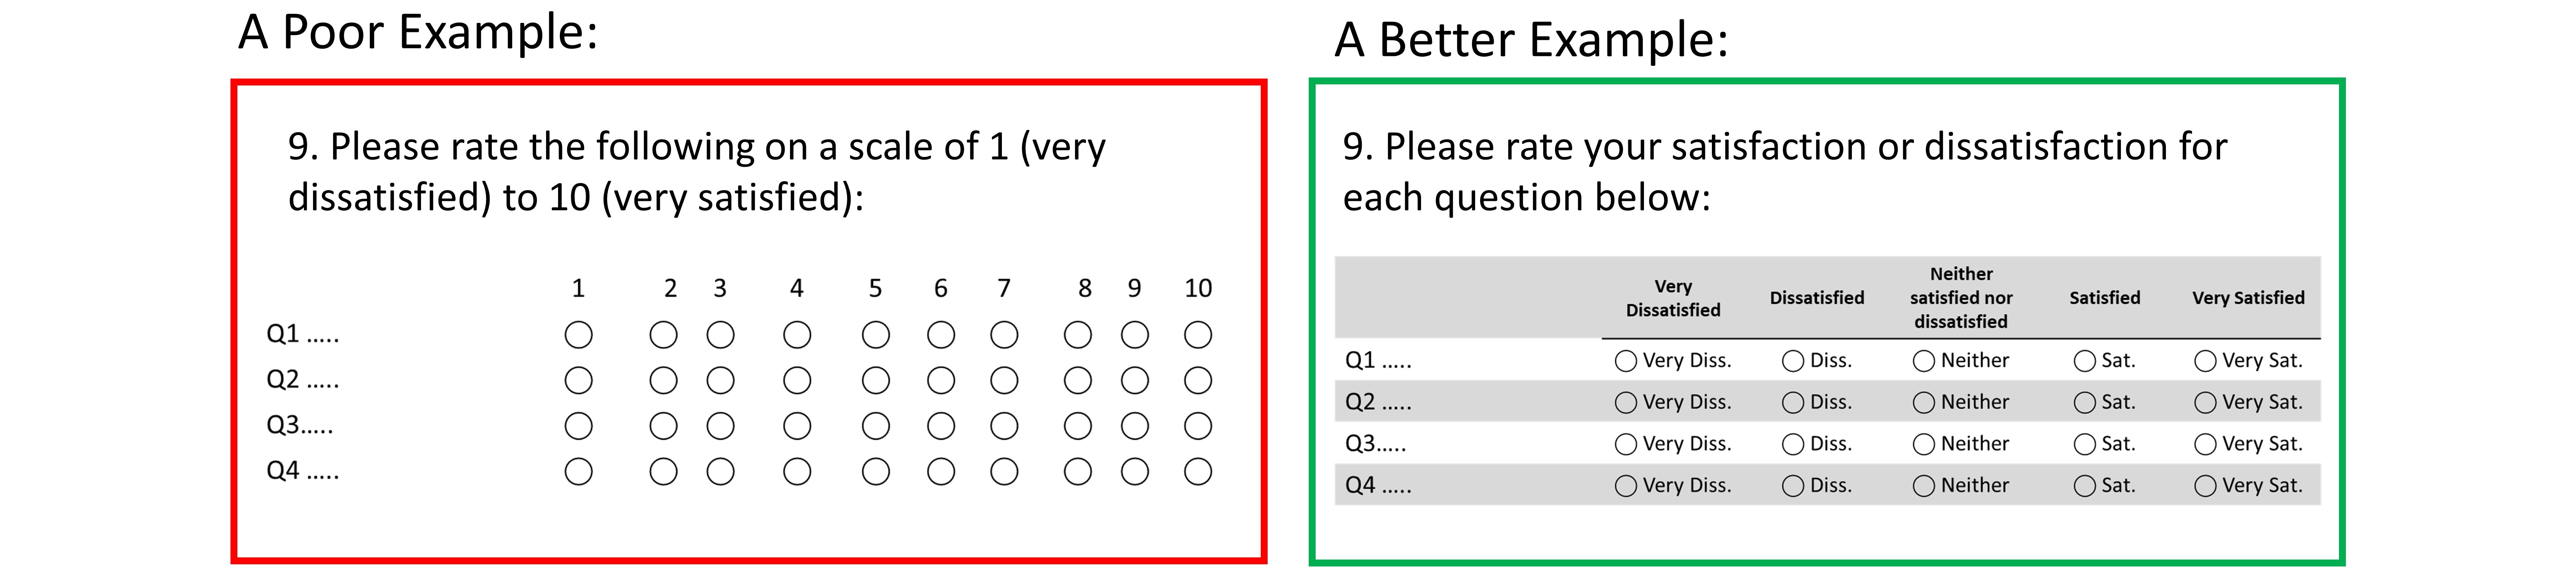 A Poor Example:
9. Please rate the following on a scale of 1 (very
dissatisfied) to 10 (very satisfied):
1 2 3 4 5 6 7 8 9 10
Q1 .....
Q2 .....
Q3.....
Q4 .....
A Better Example:
9. Please rate your satisfaction or dissatisfaction for
each question below:
Very
Dissatisfied
Dissatisfied
Neither
satisfied nor
dissatisfied
Satisfied
Very Satisfied
Q1 ..... Very Diss. Diss. Neither Sat. Very Sat.
Q2 ..... Very Diss. Diss. Neither Sat. Very Sat.
Q3..... Very Diss. Diss. Neither Sat. Very Sat.
Q4 ..... Very Diss. Diss. Neither Sat. Very Sat.